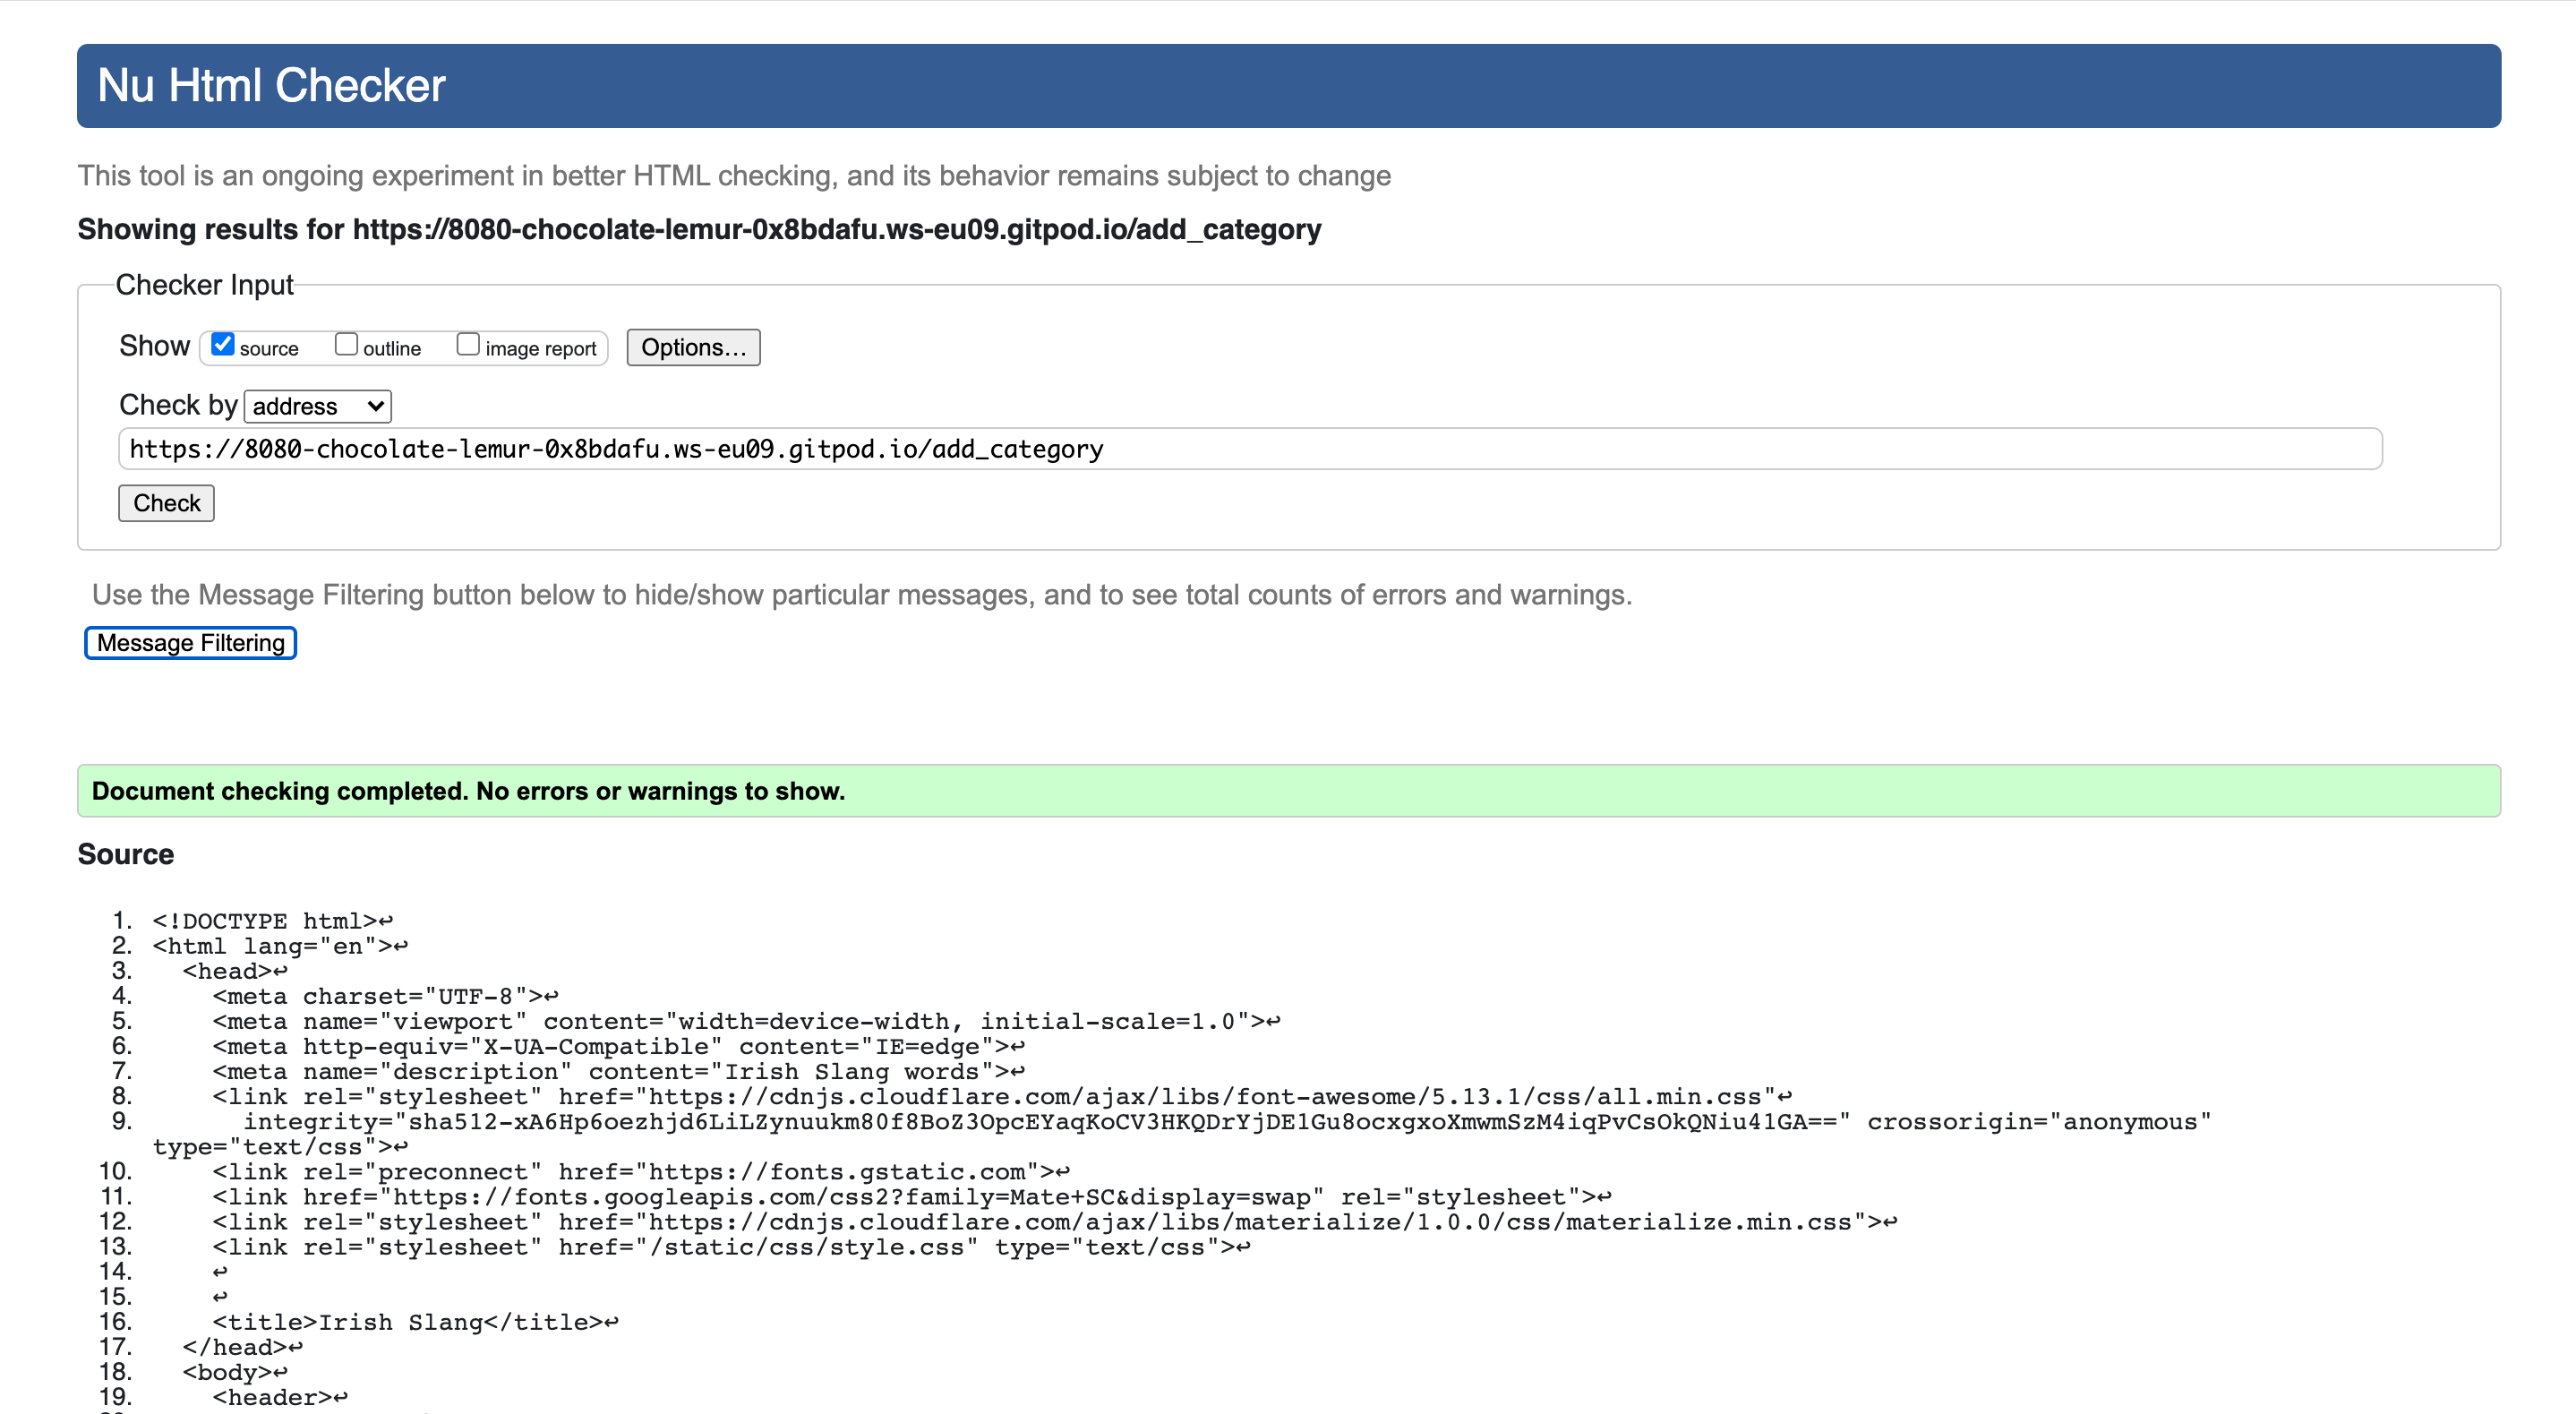 Nu Html Checker
This tool is an ongoing experiment in better HTML checking, and its behavior remains subject to change
Showing results for https://8080-chocolate-lemur-0x8bdafu.ws-eu09.gitpod.io/add_category
Checker Input
Show source outline image report Options...
Check by address
https://8080-chocolate-lemur-0x8bdafu.ws-eu09.gitpod.io/add_category
Check
Use the Message Filtering button below to hide/show particular messages, and to see total counts of errors and warnings.
Message Filtering
Document checking completed. No errors or warnings to show.
Source
1. <!DOCTYPE html>↩
2. <html lang="en">↩
3. <head>↩
4. <meta charset="UTF-8">↩
5. <meta name="viewport" content="width=device-width, initial-scale=1.0">↩
6. <meta http-equiv="X-UA-Compatible" content="IE=edge">↩
7. <meta name="description" content="Irish Slang words">↩
8. <link rel="stylesheet" href="https://cdnjs.cloudflare.com/ajax/libs/font-awesome/5.13.1/css/all.min.css"↩
9. integrity="sha512-xA6Hp6oezhjd6LiLZynuukm80f8BoZ3OpcEYaqKoCV3HKQDrYjDE1Gu8ocxgxoXmwmSzM4iqPvCsOkQNiu41GA==" crossorigin="anonymous"
type="text/css">↩
10. <link rel="preconnect" href="https://fonts.gstatic.com">↩
11. <link href="https://fonts.googleapis.com/css2?family=Mate+SC&display=swap" rel="stylesheet">↩
12. <link rel="stylesheet" href="https://cdnjs.cloudflare.com/ajax/libs/materialize/1.0.0/css/materialize.min.css">↩
13. <link rel="stylesheet" href="/static/css/style.css" type="text/css">↩
14. ↩
15. ↩
16. <title>Irish Slang</title>↩
17. </head>↩
18. <body>↩
19. <header>↩